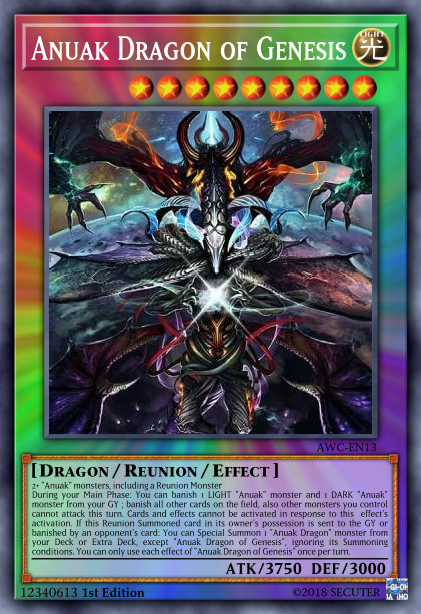 ANUAK DRAGON OF GENESIS
LIGHT
光
AWC-EN13
[DRAGON / REUNION / EFFECT ]
2+ "Anuak" monsters, including a Reunion Monster
During your Main Phase: You can banish 1 LIGHT "Anuak" monster and 1 DARK "Anuak"
monster from your GY ; banish all other cards on the field, also other monsters you control
cannot attack this turn. Cards and effects cannot be activated in response to this effect's
activation. If this Reunion Summoned card in its owner's possession is sent to the GY or
banished by an opponent's card: You can Special Summon 1 "Anuak Dragon" monster from
your Deck or Extra Deck, except "Anuak Dragon of Genesis", ignoring its Summoning
conditions. You can only use each effect of "Anuak Dragon of Genesis" once per turn.
ATK/3750 DEF/3000
12340613 1st Edition
©2018 SECUTER